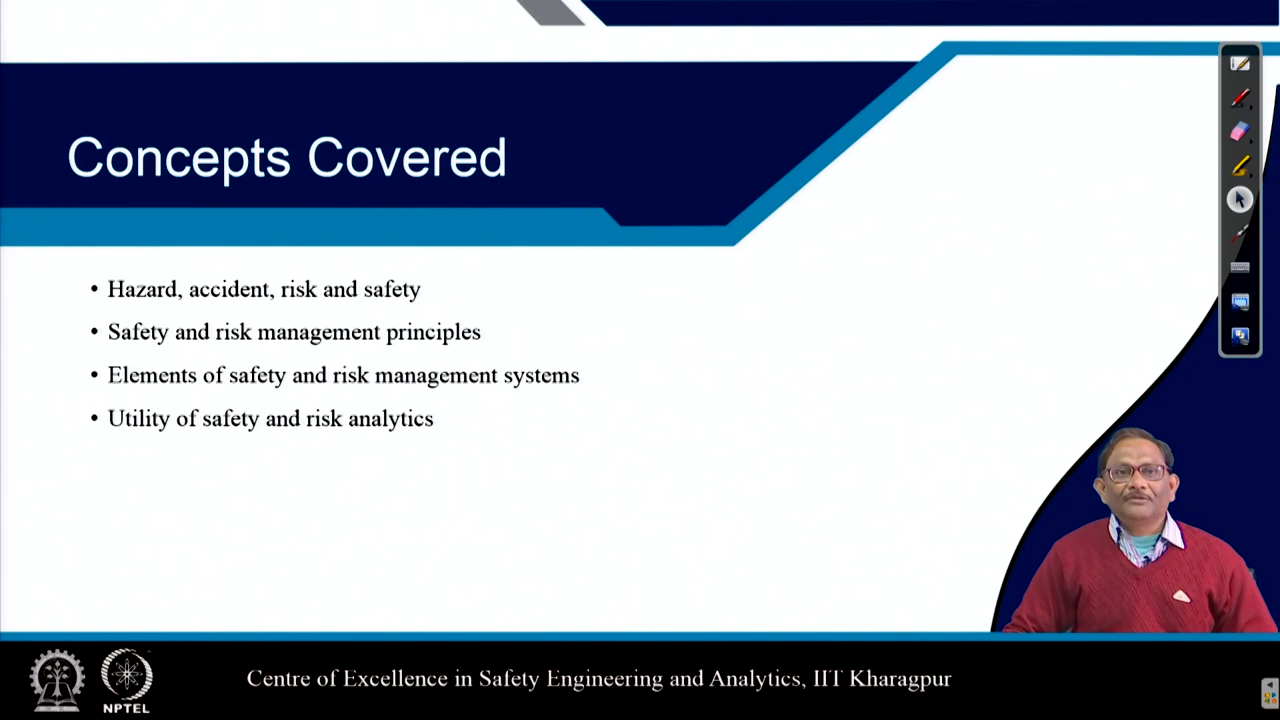 Concepts Covered
• Hazard, accident, risk and safety
• Safety and risk management principles
• Elements of safety and risk management systems
• Utility of safety and risk analytics
NPTEL
Centre of Excellence in Safety Engineering and Analytics, IIT Kharagpur